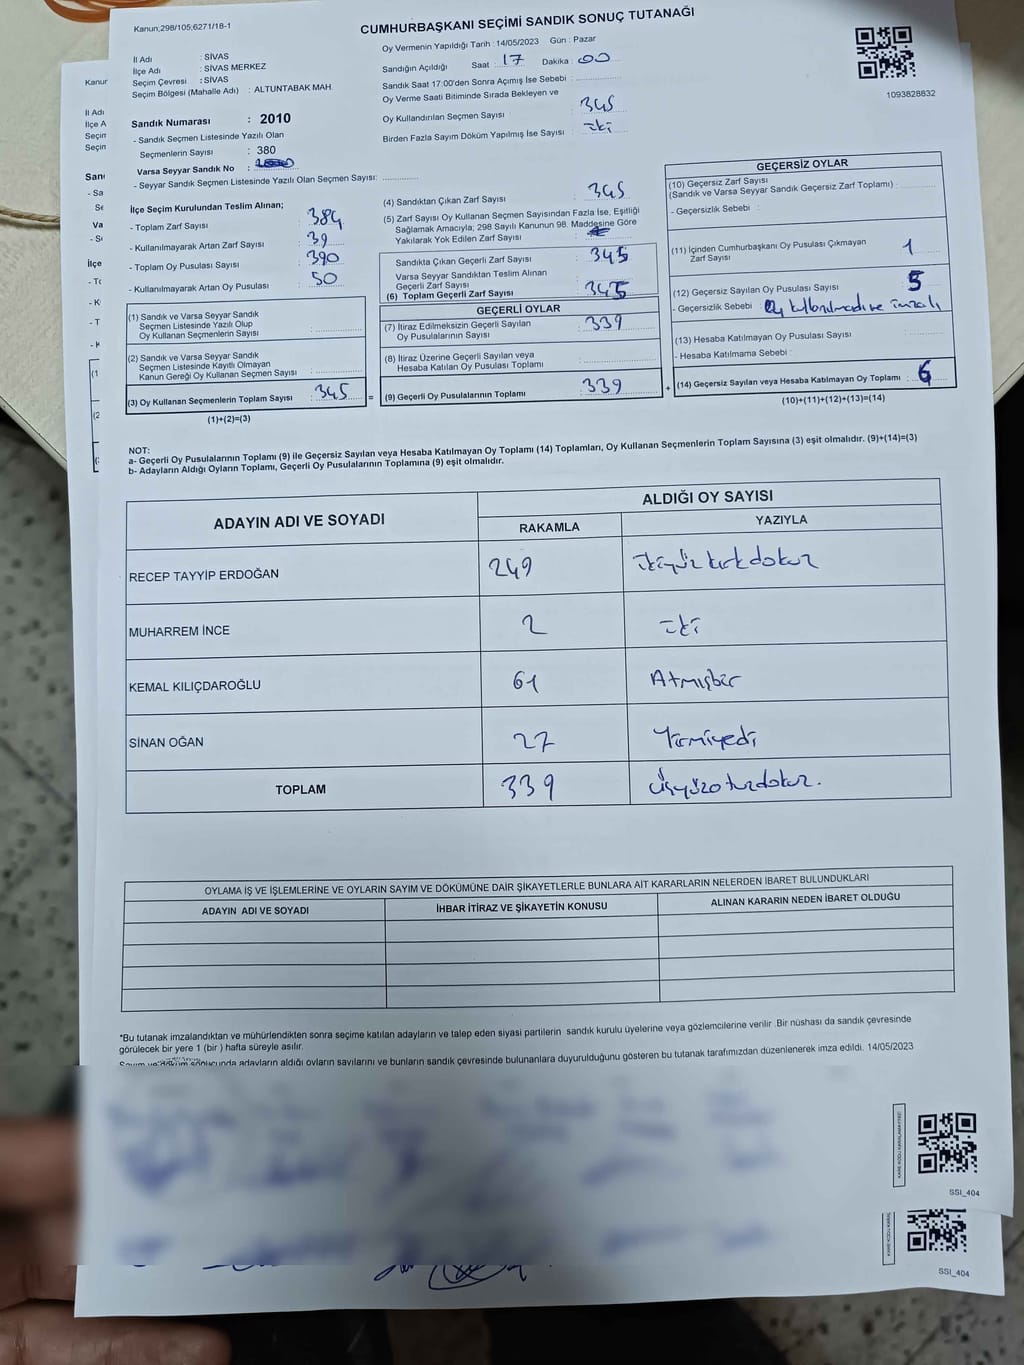 Kanun;298/105;6271/18-1
CUMHURBAŞKANI SEÇİMİ SANDIK SONUÇ TUTANAĞI
İl Adı : SİVAS
İlçe Adı : SİVAS MERKEZ
Seçim Çevresi : SİVAS
Seçim Bölgesi (Mahalle Adı) : ALTUNTABAK MAH.
Oy Vermenin Yapıldığı Tarih : 14/05/2023 Gün : Pazar
Sandığın Açıldığı Saat : 17 Dakika : 00
Sandık Saat 17:00'den Sonra Açımış İse Sebebi :
Oy Verme Saati Bitiminde Sırada Bekleyen ve
Oy Kullandırılan Seçmen Sayısı : 345
Birden Fazla Sayım Döküm Yapılmış İse Sayısı : iki
1093828832
Sandık Numarası : 2010
- Sandık Seçmen Listesinde Yazılı Olan
Seçmenlerin Sayısı : 380
Varsa Seyyar Sandık No :
- Seyyar Sandık Seçmen Listesinde Yazılı Olan Seçmen Sayısı:
İlçe Seçim Kurulundan Teslim Alınan;
- Toplam Zarf Sayısı : 384
- Kullanılmayarak Artan Zarf Sayısı : 39
- Toplam Oy Pusulası Sayısı : 390
- Kullanılmayarak Artan Oy Pusulası : 50
(1) Sandık ve Varsa Seyyar Sandık
Seçmen Listesinde Yazılı Olup
Oy Kullanan Seçmenlerin Sayısı :
(2) Sandık ve Varsa Seyyar Sandık
Seçmen Listesinde Kayıtlı Olmayan
Kanun Gereği Oy Kullanan Seçmen Sayısı :
(3) Oy Kullanan Seçmenlerin Toplam Sayısı : 345
(1)+(2)=(3)
(4) Sandıktan Çıkan Zarf Sayısı : 345
(5) Zarf Sayısı Oy Kullanan Seçmen Sayısından Fazla İse, Eşitliği
Sağlamak Amacıyla; 298 Sayılı Kanunun 98. Maddesine Göre
Yakılarak Yok Edilen Zarf Sayısı :
Sandıkta Çıkan Geçerli Zarf Sayısı : 345
Varsa Seyyar Sandıktan Teslim Alınan
Geçerli Zarf Sayısı :
(6) Toplam Geçerli Zarf Sayısı : 345
GEÇERLİ OYLAR
(7) İtiraz Edilmeksizin Geçerli Sayılan
Oy Pusulalarının Sayısı : 339
(8) İtiraz Üzerine Geçerli Sayılan veya
Hesaba Katılan Oy Pusulası Toplamı :
= (9) Geçerli Oy Pusulalarının Toplamı : 339 +
GEÇERSİZ OYLAR
(10) Geçersiz Zarf Sayısı
(Sandık ve Varsa Seyyar Sandık Geçersiz Zarf Toplamı) :
- Geçersizlik Sebebi :
(11) İçinden Cumhurbaşkanı Oy Pusulası Çıkmayan
Zarf Sayısı : 1
(12) Geçersiz Sayılan Oy Pusulası Sayısı : 5
- Geçersizlik Sebebi : Oy kullanılmadı ve imzalı
(13) Hesaba Katılmayan Oy Pusulası Sayısı :
- Hesaba Katılmama Sebebi :
(14) Geçersiz Sayılan veya Hesaba Katılmayan Oy Toplamı : 6
(10)+(11)+(12)+(13)=(14)
NOT:
a- Geçerli Oy Pusulalarının Toplamı (9) ile Geçersiz Sayılan veya Hesaba Katılmayan Oy Toplamı (14) Toplamları, Oy Kullanan Seçmenlerin Toplam Sayısına (3) eşit olmalıdır. (9)+(14)=(3)
b- Adayların Aldığı Oyların Toplamı, Geçerli Oy Pusulalarının Toplamına (9) eşit olmalıdır.
ADAYIN ADI VE SOYADI ALDIĞI OY SAYISI
RAKAMLA YAZIYLA
RECEP TAYYİP ERDOĞAN 249 ikiyüz kırkdokuz
MUHARREM İNCE 2 iki
KEMAL KILIÇDAROĞLU 61 Atmışbir
SİNAN OĞAN 27 Yirmiyedi
TOPLAM 339 Üçyüzotuzdokuz.
OYLAMA İŞ VE İŞLEMLERİNE VE OYLARIN SAYIM VE DÖKÜMÜNE DAİR ŞİKAYETLERLE BUNLARA AİT KARARLARIN NELERDEN İBARET BULUNDUKLARI
ADAYIN ADI VE SOYADI İHBAR İTİRAZ VE ŞİKAYETİN KONUSU ALINAN KARARIN NEDEN İBARET OLDUĞU
*Bu tutanak imzalandıktan ve mühürlendikten sonra seçime katılan adayların ve talep eden siyasi partilerin sandık kurulu üyelerine veya gözlemcilerine verilir .Bir nüshası da sandık çevresinde
görülecek bir yere 1 (bir ) hafta süreyle asılır.
Sayım ve döküm sonucunda adayların aldığı oyların sayılarını ve bunların sandık çevresinde bulunanlara duyurulduğunu gösteren bu tutanak tarafımızdan düzenlenerek imza edildi. 14/05/2023
SSI_404
SSI_404